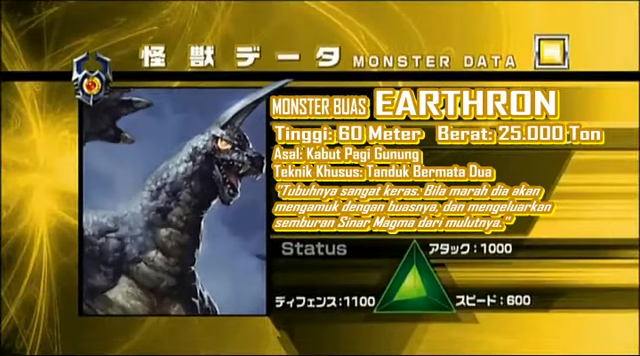 怪獣データ MONSTER DATA
MONSTER BUAS EARTHRON
Tinggi: 60 Meter Berat: 25.000 Ton
Asal: Kabut Pagi Gunung
Teknik Khusus: Tanduk Bermata Dua
"Tubuhnya sangat keras. Bila marah dia akan
mengamuk dengan buasnya, dan mengeluarkan
semburan Sinar Magma dari mulutnya."
Status
アタック:1000
ディフェンス:1100
スピード:600